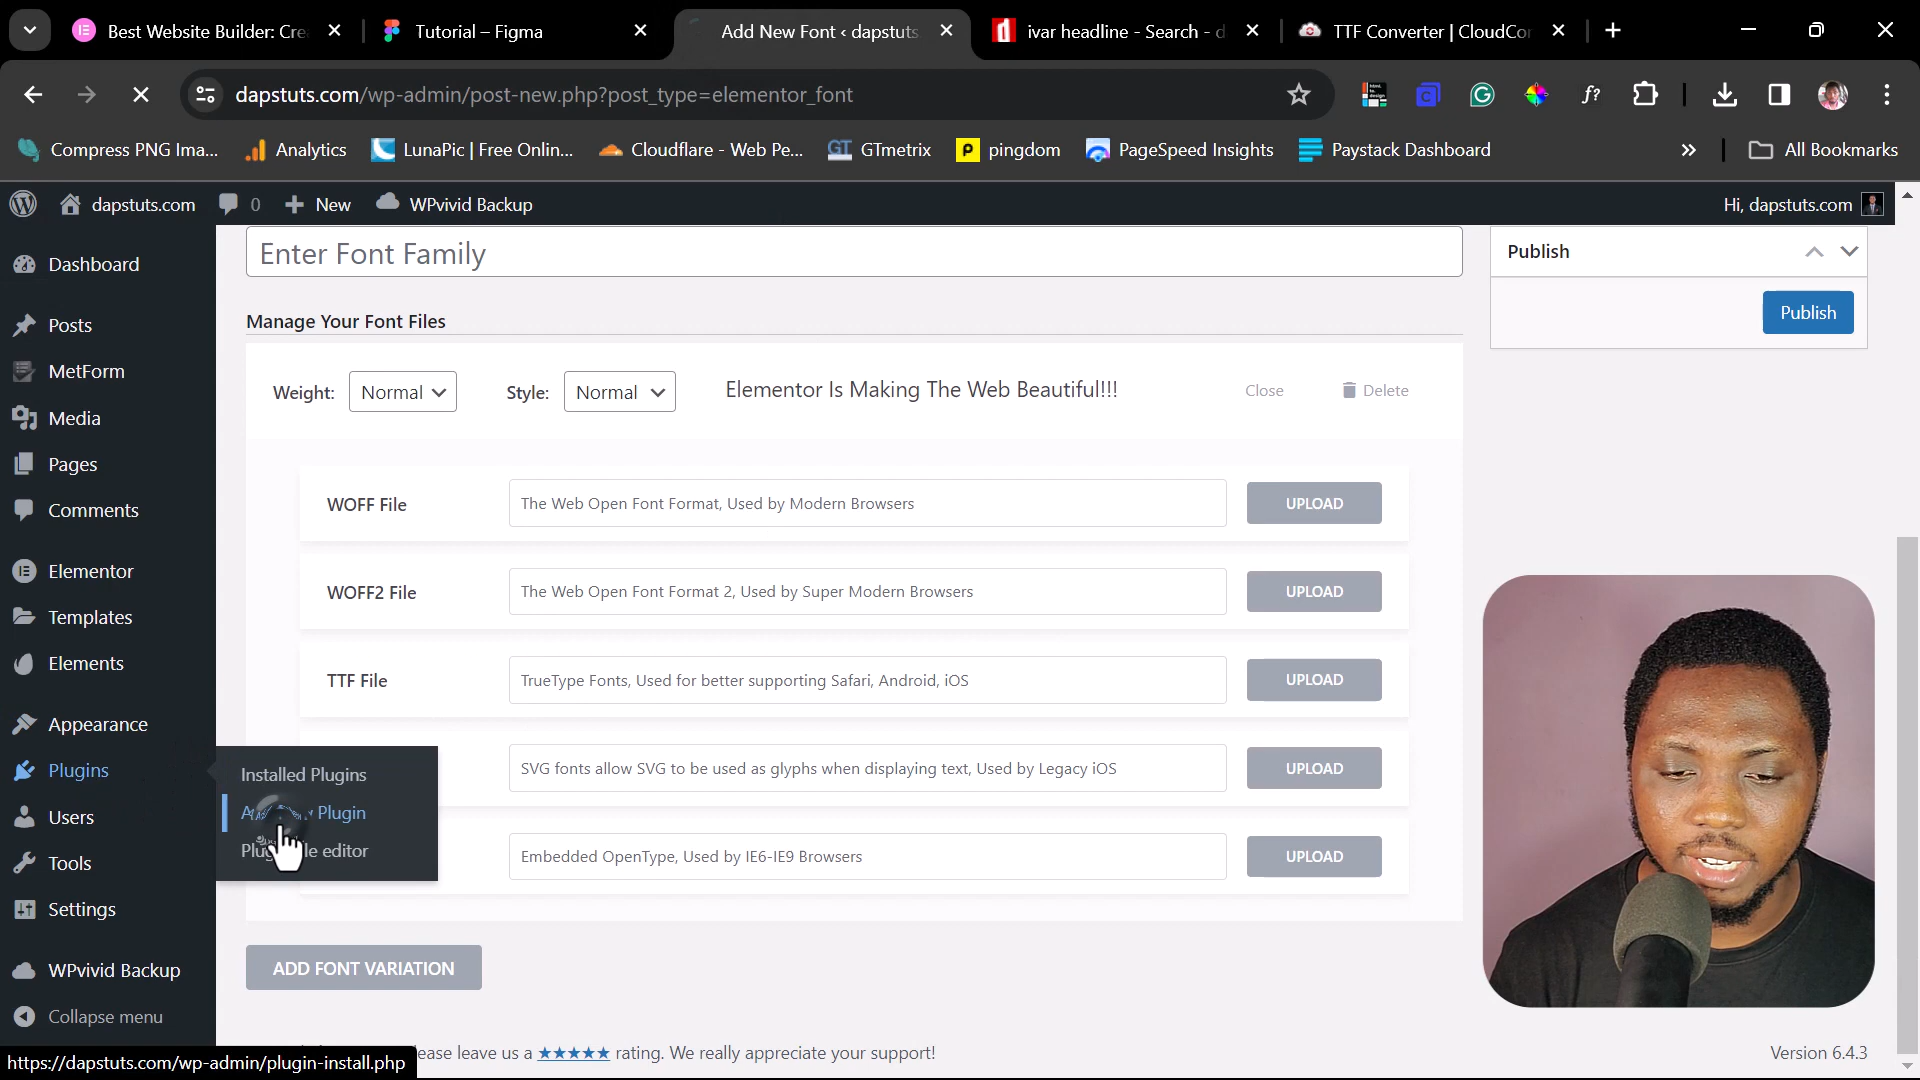 Best Website Builder: Cre
Tutorial – Figma
Add New Font ‹ dapstuts
ivar headline - Search - d
TTF Converter | CloudCo
dapstuts.com/wp-admin/post-new.php?post_type=elementor_font
f?
Compress PNG Ima...
Analytics
LunaPic | Free Onlin...
Cloudflare - Web Pe...
GT
GTmetrix
pingdom
PageSpeed Insights
Paystack Dashboard
»
All Bookmarks
dapstuts.com
0
New
WPvivid Backup
Hi, dapstuts.com
Dashboard
Posts
MetForm
Media
Pages
Comments
Elementor
Templates
Elements
Appearance
Plugins
Users
Tools
Settings
WPvivid Backup
Collapse menu
Installed Plugins
Plugin
le editor
Enter Font Family
Publish
Publish
Manage Your Font Files
Weight: Normal
Style: Normal
Elementor Is Making The Web Beautiful!!!
Close
Delete
WOFF File
The Web Open Font Format, Used by Modern Browsers
UPLOAD
WOFF2 File
The Web Open Font Format 2, Used by Super Modern Browsers
UPLOAD
TTF File
TrueType Fonts, Used for better supporting Safari, Android, iOS
UPLOAD
SVG fonts allow SVG to be used as glyphs when displaying text, Used by Legacy iOS
UPLOAD
Embedded OpenType, Used by IE6-IE9 Browsers
UPLOAD
ADD FONT VARIATION
ease leave us a ★★★★★ rating. We really appreciate your support!
Version 6.4.3
https://dapstuts.com/wp-admin/plugin-install.php